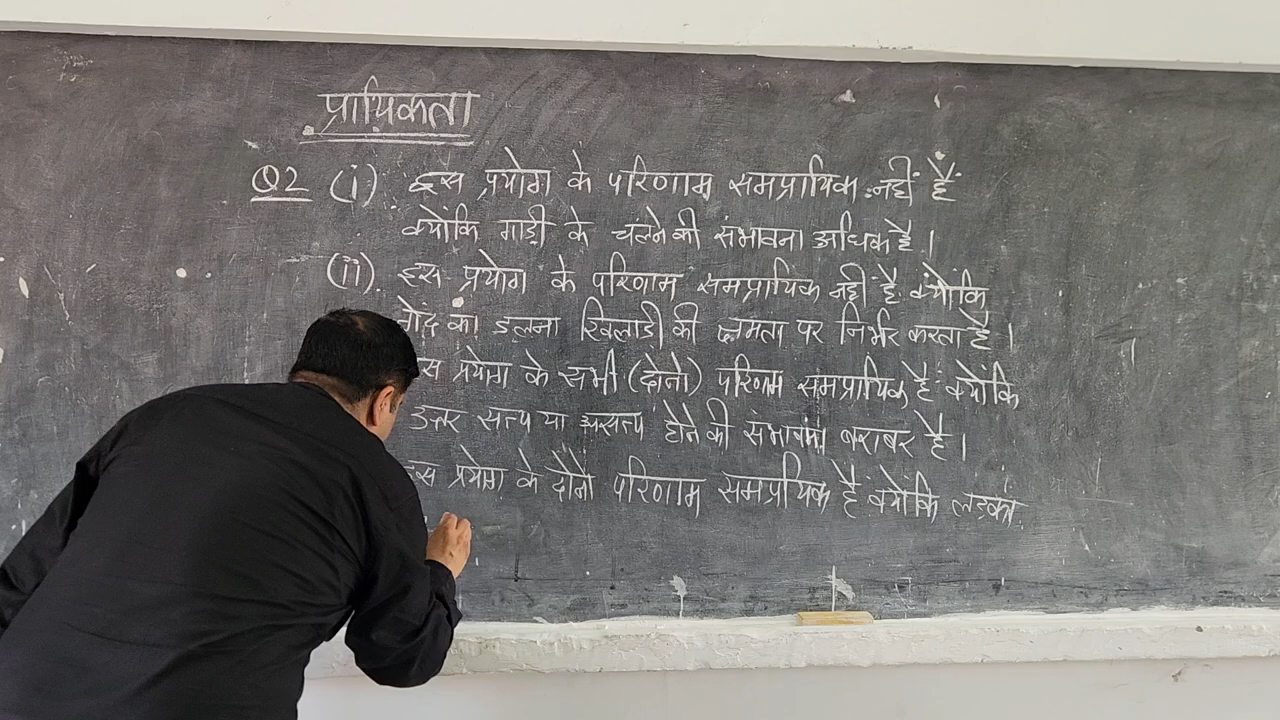 प्रायिकता
Q2 (i) इस प्रयोग के परिणाम समप्रायिक नहीं हैं
क्योंकि गाड़ी के चलने की संभावना अधिक है।
(ii). इस प्रयोग के परिणाम समप्रायिक नहीं है क्योंकि
गेंद का डलना खिलाडी की क्षमता पर निर्भर करता है।
स प्रयोग के सभी (दोनो) परिणाम समप्रायिक है क्योंकि
उत्तर सत्य या असत्य होने की संभावना बराबर है।
इस प्रयोग के दोनों परिणाम समप्रायिक है क्योंकि लड़का